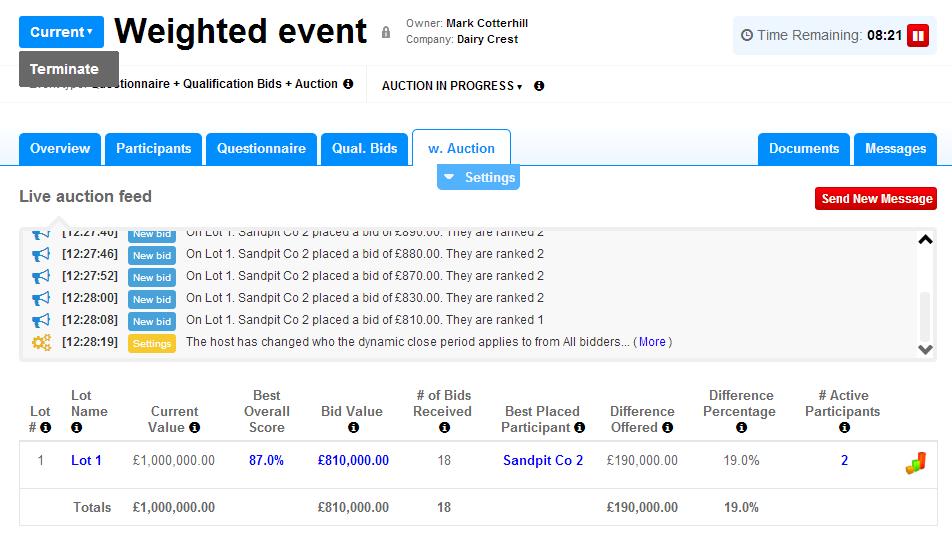 Current
Weighted event
Owner: Mark Cotterhill
Company: Dairy Crest
Time Remaining: 08:21
Terminate
Questionnaire + Qualification Bids + Auction
AUCTION IN PROGRESS
Overview
Participants
Questionnaire
Qual. Bids
w. Auction
Documents
Messages
Settings
Live auction feed
Send New Message
[12:27:40] New bid On Lot 1. Sandpit Co 2 placed a bid of £890.00. They are ranked 2
[12:27:46] New bid On Lot 1. Sandpit Co 2 placed a bid of £880.00. They are ranked 2
[12:27:52] New bid On Lot 1. Sandpit Co 2 placed a bid of £870.00. They are ranked 2
[12:28:00] New bid On Lot 1. Sandpit Co 2 placed a bid of £830.00. They are ranked 2
[12:28:08] New bid On Lot 1. Sandpit Co 2 placed a bid of £810.00. They are ranked 1
[12:28:19] Settings The host has changed who the dynamic close period applies to from All bidders... ( More )
Lot #
Lot Name
Current Value
Best Overall Score
Bid Value
# of Bids Received
Best Placed Participant
Difference Offered
Difference Percentage
# Active Participants
1 Lot 1 £1,000,000.00 87.0% £810,000.00 18 Sandpit Co 2 £190,000.00 19.0% 2
Totals £1,000,000.00 £810,000.00 18 £190,000.00 19.0%